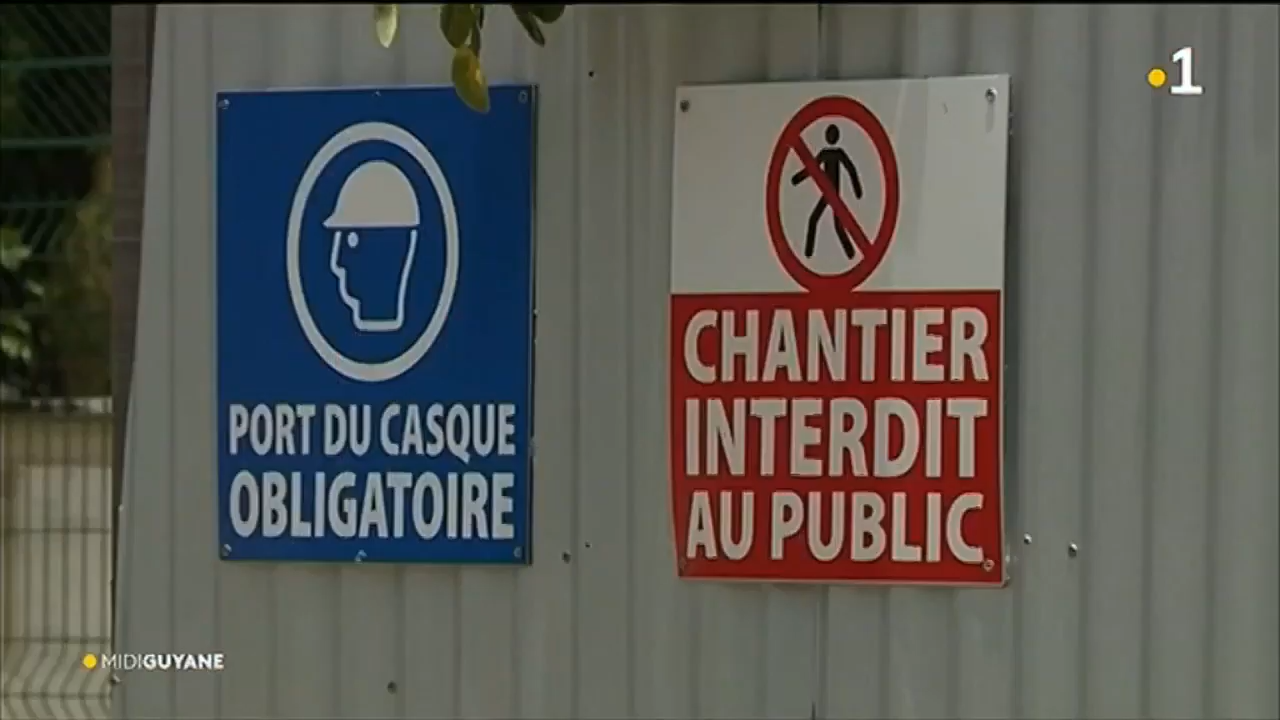 PORT DU CASQUE
OBLIGATOIRE
CHANTIER
INTERDIT
AU PUBLIC
1
MIDIGUYANE